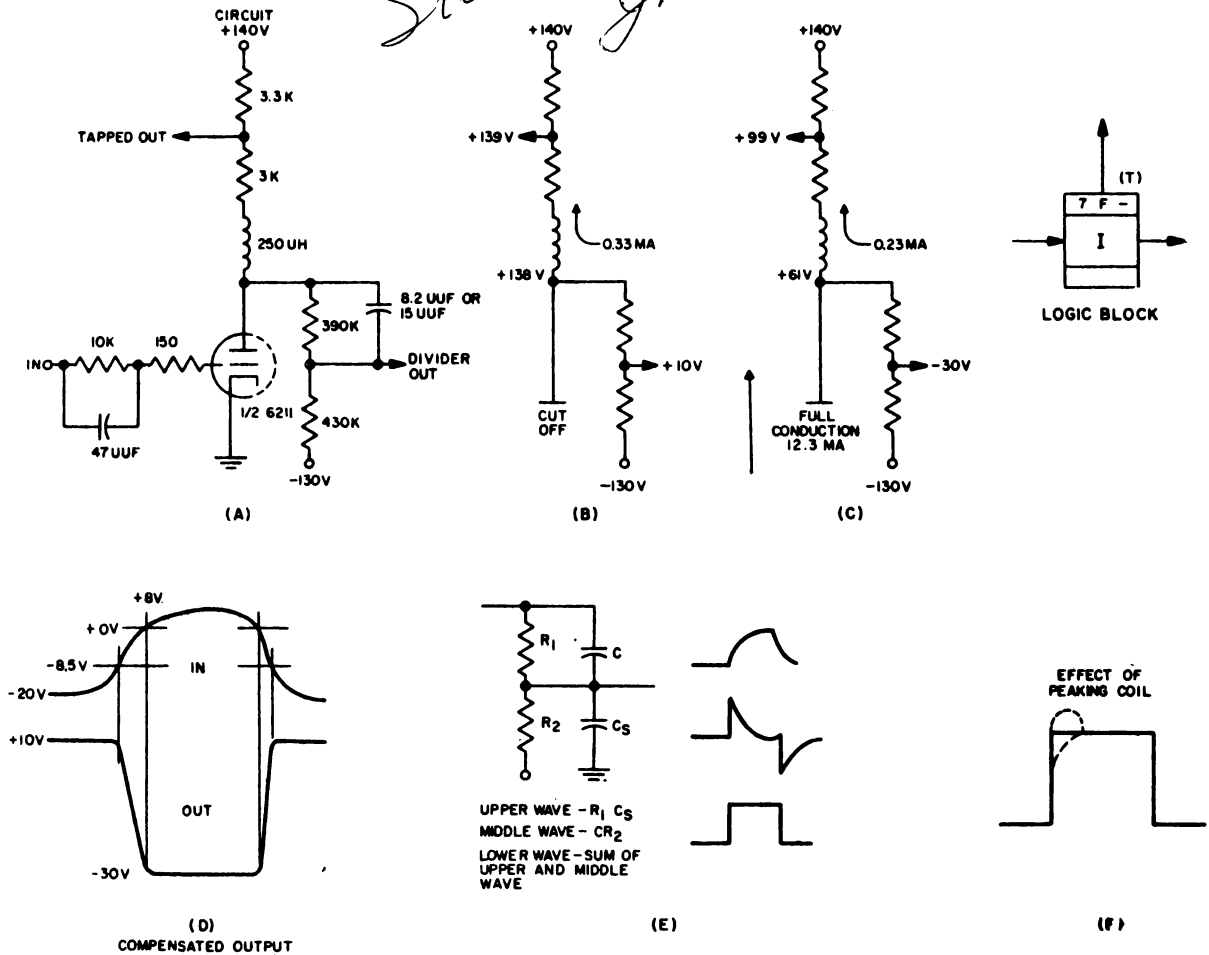 CIRCUIT
+140V
3.3K
TAPPED OUT
3K
250 UH
8.2 UUF OR
15 UUF
390K
10K
150
IN
DIVIDER
OUT
1/2 6211
430K
47 UUF
-130V
(A)
+140V
+139V
0.33 MA
+138V
+10V
CUT
OFF
-130V
(B)
+140V
+99V
0.23 MA
+61V
-30V
FULL
CONDUCTION
12.3 MA
-130V
(C)
(T)
7 F -
I
LOGIC BLOCK
+8V.
+0V
-8.5V
IN
-20V
+10V
OUT
-30V
(D)
COMPENSATED OUTPUT
R1
C
R2
CS
UPPER WAVE - R1 CS
MIDDLE WAVE - CR2
LOWER WAVE - SUM OF
UPPER AND MIDDLE
WAVE
(E)
EFFECT OF
PEAKING COIL
(F)